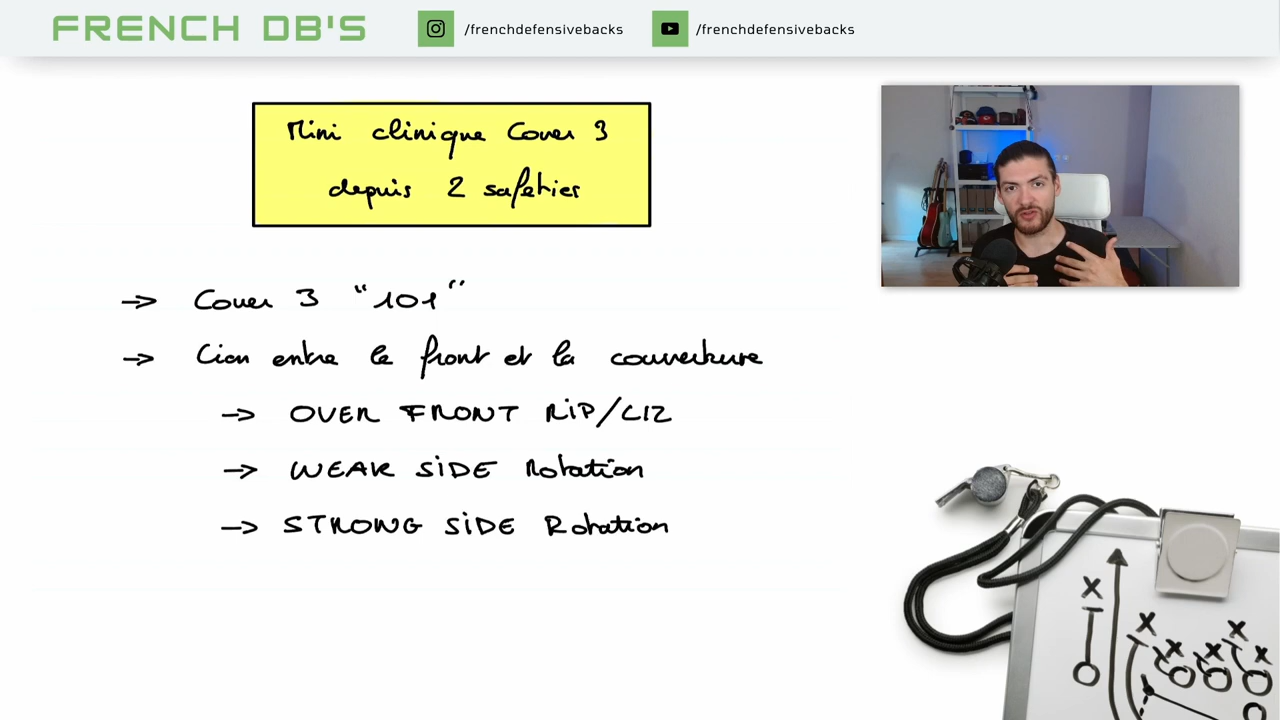 FRENCH DB'S
/frenchdefensivebacks
/frenchdefensivebacks
Mini clinique Cover 3
depuis 2 safeties
→ Cover 3 "101"
→ Lien entre le front et la couverture
→ OVER FRONT RIP/LIZ
→ WEAK SIDE Rotation
→ STRONG SIDE Rotation
X
X
X
X
X
X